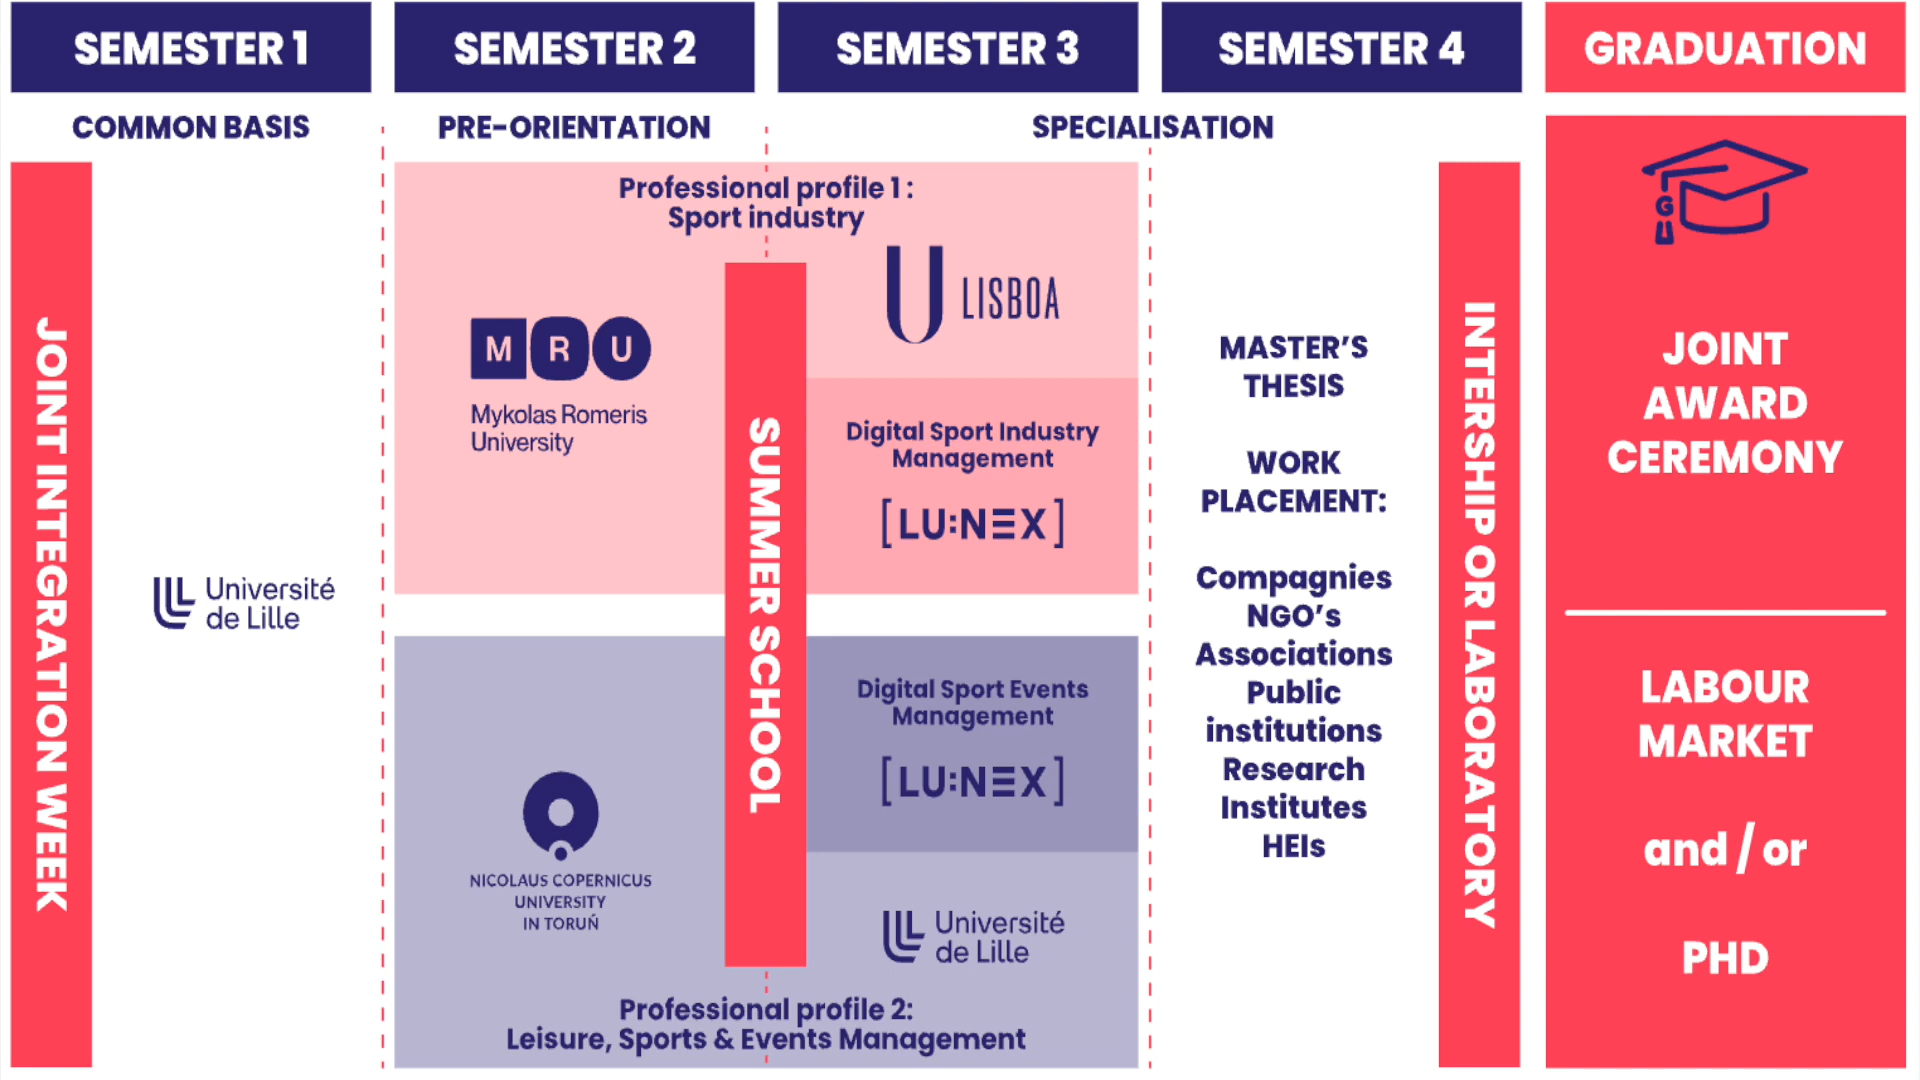 SEMESTER 1
SEMESTER 2
SEMESTER 3
SEMESTER 4
GRADUATION
COMMON BASIS
PRE-ORIENTATION
SPECIALISATION
JOINT INTEGRATION WEEK
Université
de Lille
Professional profile 1 :
Sport industry
M R U
Mykolas Romeris
University
SUMMER SCHOOL
U LISBOA
Digital Sport Industry
Management
[LU:NEX]
NICOLAUS COPERNICUS
UNIVERSITY
IN TORUŃ
Digital Sport Events
Management
[LU:NEX]
Université
de Lille
Professional profile 2:
Leisure, Sports & Events Management
MASTER’S
THESIS
WORK
PLACEMENT:
Compagnies
NGO’s
Associations
Public
institutions
Research
Institutes
HEIs
INTERSHIP OR LABORATORY
G
U
JOINT
AWARD
CEREMONY
LABOUR
MARKET
and / or
PHD